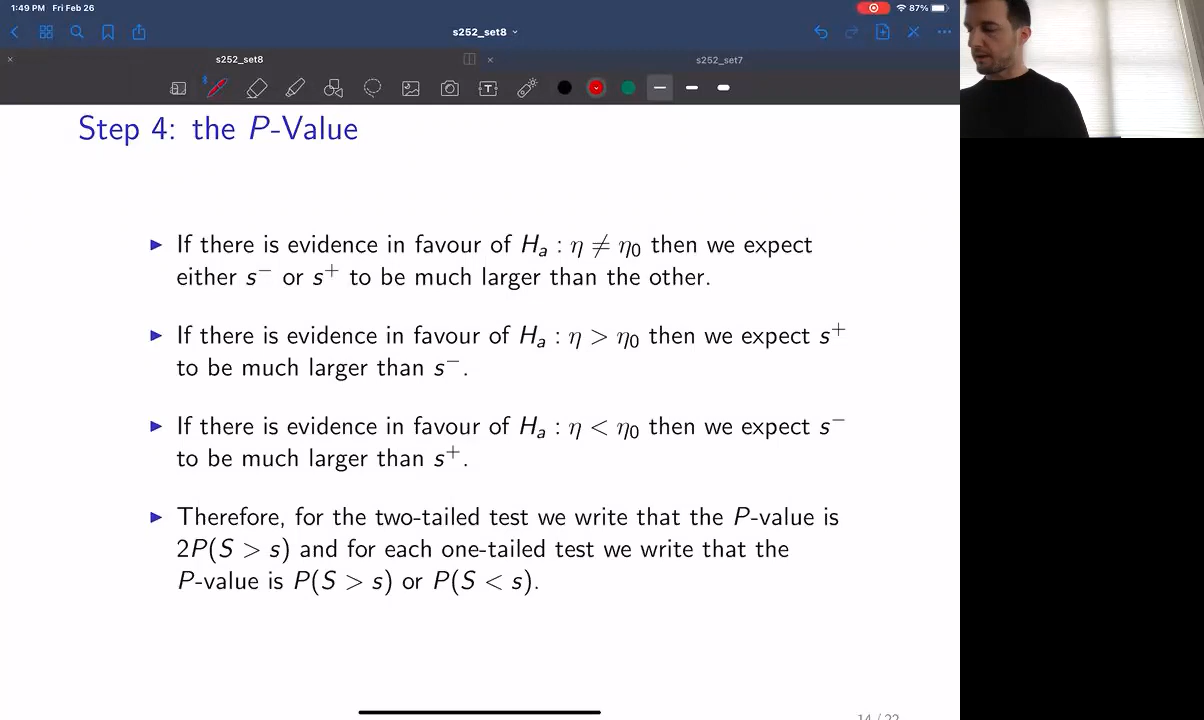 1:49 PM Fri Feb 26
87%
s252_set8
s252_set8
s252_set7
Step 4: the P-Value
If there is evidence in favour of Hₐ : η ≠ η₀ then we expect
either s⁻ or s⁺ to be much larger than the other.
If there is evidence in favour of Hₐ : η > η₀ then we expect s⁺
to be much larger than s⁻.
If there is evidence in favour of Hₐ : η < η₀ then we expect s⁻
to be much larger than s⁺.
Therefore, for the two-tailed test we write that the P-value is
2P(S > s) and for each one-tailed test we write that the
P-value is P(S > s) or P(S < s).
14 / 22